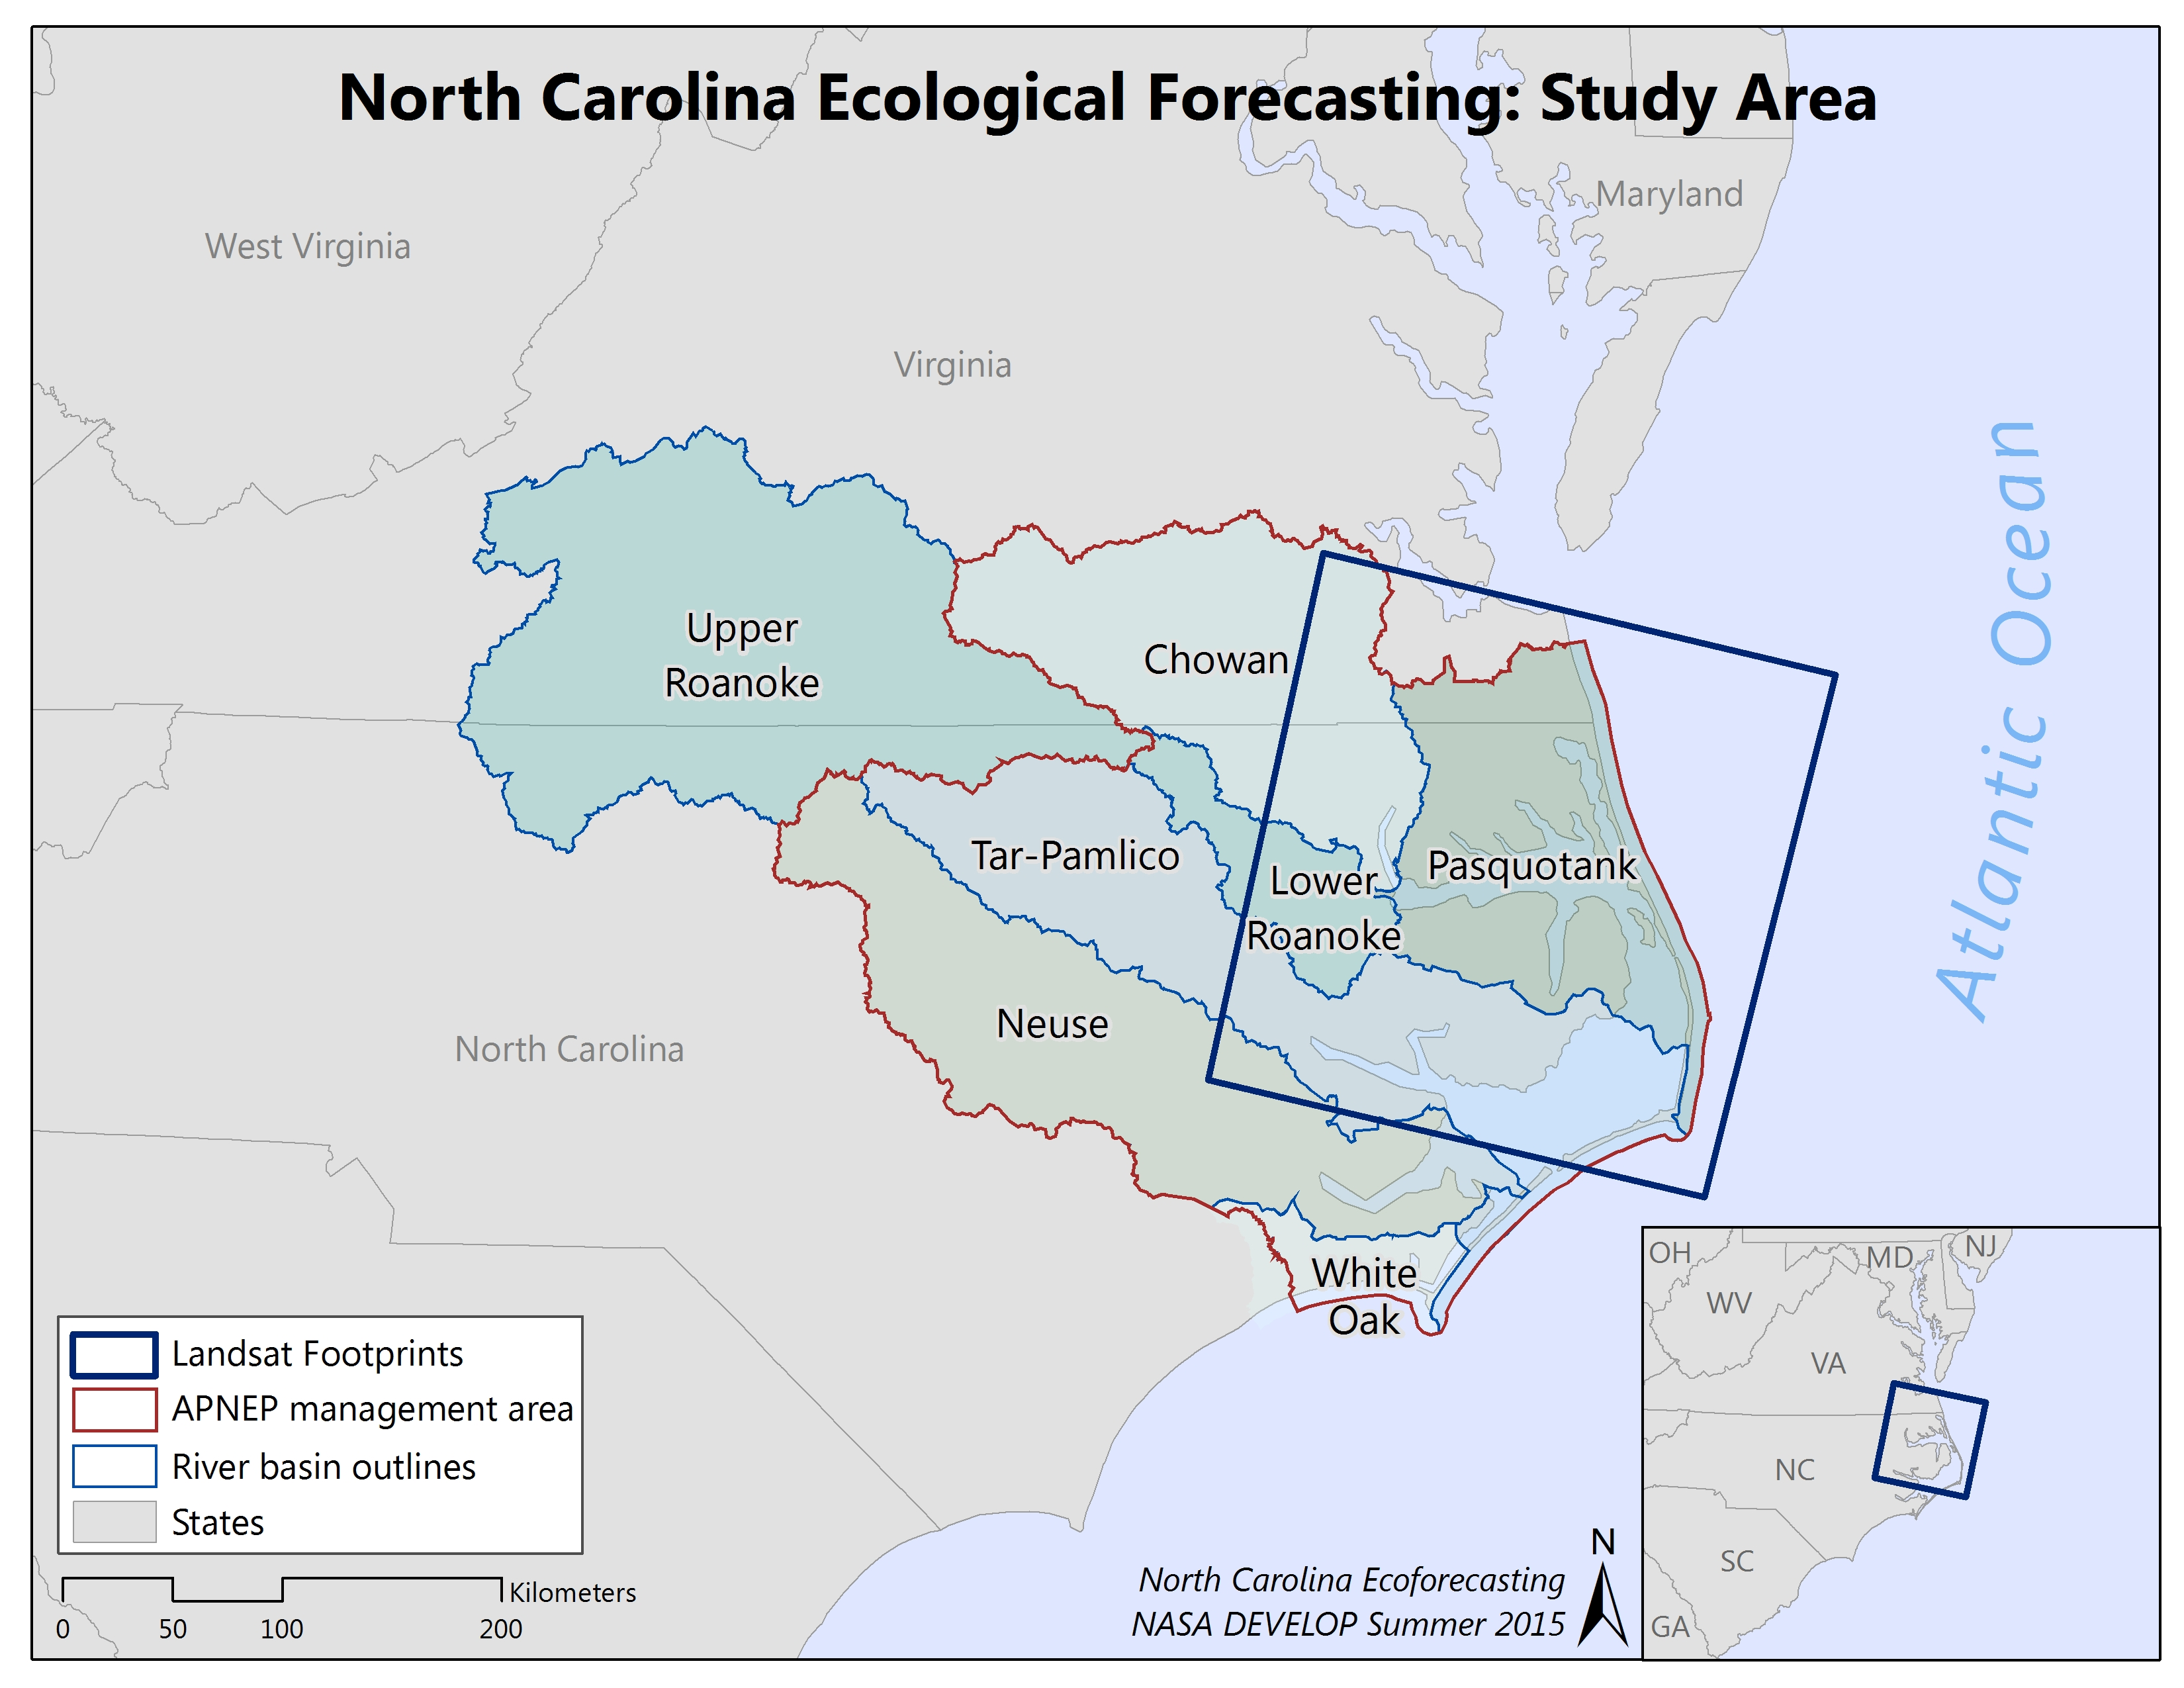 North Carolina Ecological Forecasting: Study Area
Maryland
West Virginia
Virginia
Atlantic Ocean
Upper
Roanoke
Chowan
Tar-Pamlico
Lower
Roanoke
Pasquotank
Neuse
North Carolina
White
Oak
Landsat Footprints
APNEP management area
River basin outlines
States
Kilometers
0 50 100 200
North Carolina Ecoforecasting
NASA DEVELOP Summer 2015
N
OH
MD
NJ
WV
VA
NC
SC
GA